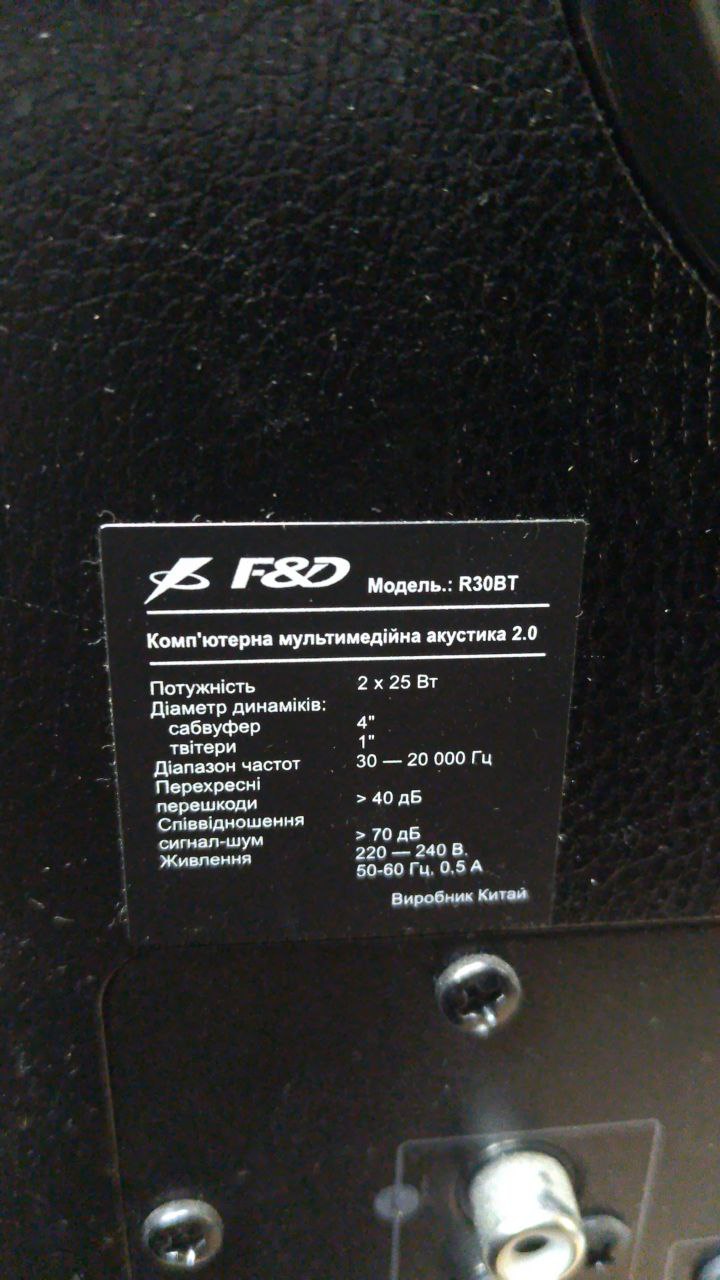 F&D Модель.: R30BT
Комп'ютерна мультимедійна акустика 2.0
Потужність 2 x 25 Вт
Діаметр динаміків:
сабвуфер 4"
твітери 1"
Діапазон частот 30 — 20 000 Гц
Перехресні
перешкоди > 40 дБ
Співвідношення
сигнал-шум > 70 дБ
Живлення 220 — 240 В.
50-60 Гц, 0.5 А
Виробник Китай